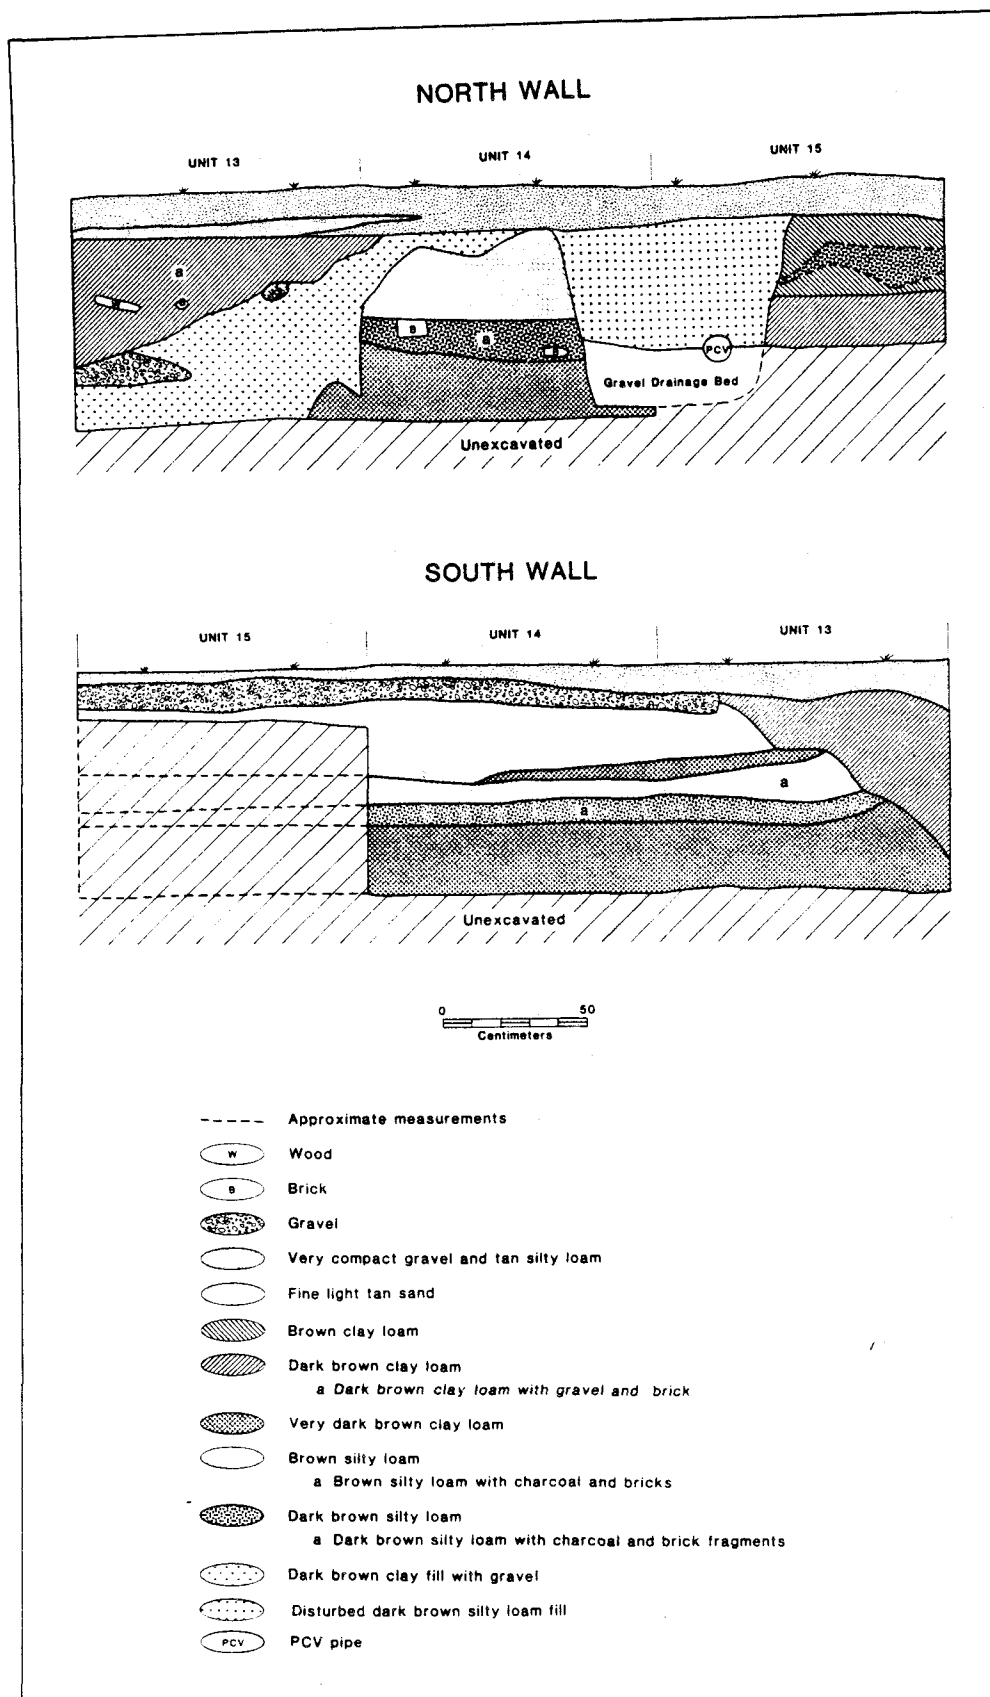 NORTH WALL
UNIT 13
UNIT 14
UNIT 15
a
B
B
a
B
PCV
Gravel Drainage Bed
Unexcavated
SOUTH WALL
UNIT 15
UNIT 14
UNIT 13
a
a
Unexcavated
0 50
Centimeters
Approximate measurements
W Wood
B Brick
Gravel
Very compact gravel and tan silty loam
Fine light tan sand
Brown clay loam
Dark brown clay loam
a Dark brown clay loam with gravel and brick
Very dark brown clay loam
Brown silty loam
a Brown silty loam with charcoal and bricks
Dark brown silty loam
a Dark brown silty loam with charcoal and brick fragments
Dark brown clay fill with gravel
Disturbed dark brown silty loam fill
PCV PCV pipe